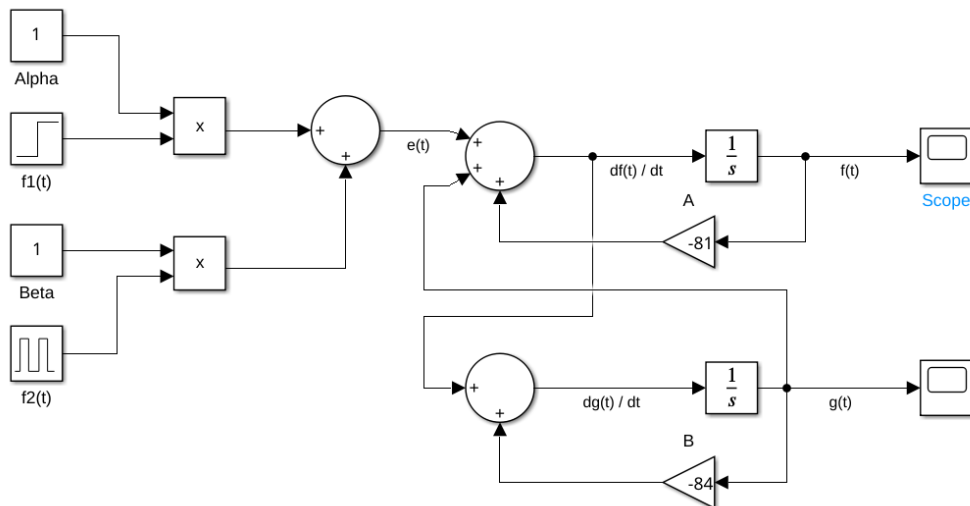 1
Alpha
f1(t)
x
+
+
e(t)
+
+
+
df(t) / dt
1
s
f(t)
Scope
A
-81
1
Beta
f2(t)
x
+
+
dg(t) / dt
1
s
g(t)
B
-84